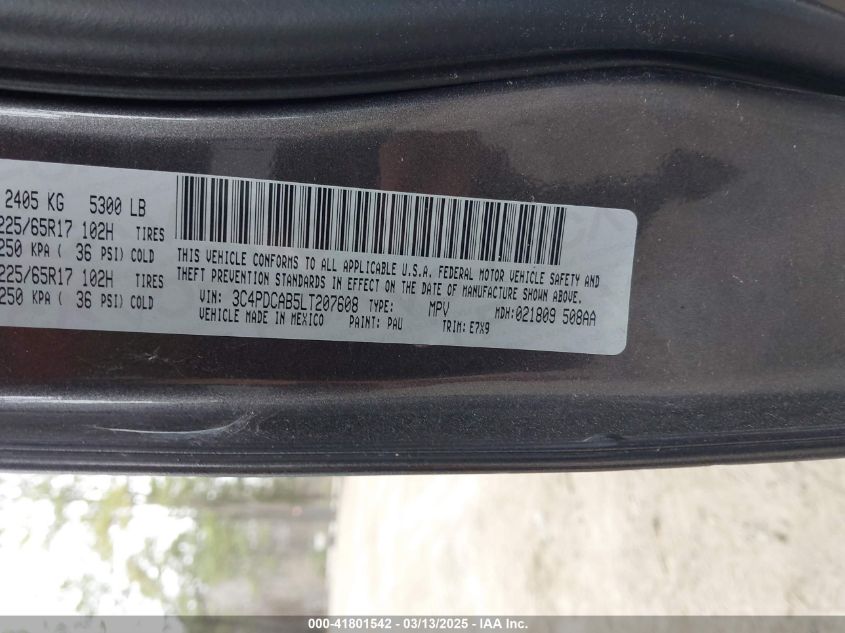 2405 KG 5300 LB
225/65R17 102H TIRES
250 KPA ( 36 PSI) COLD
225/65R17 102H TIRES
250 KPA ( 36 PSI) COLD
THIS VEHICLE CONFORMS TO ALL APPLICABLE U.S.A. FEDERAL MOTOR VEHICLE SAFETY AND
THEFT PREVENTION STANDARDS IN EFFECT ON THE DATE OF MANUFACTURE SHOWN ABOVE.
VIN: 3C4PDCAB5LT207608 TYPE: MPV MDH:021809 508AA
VEHICLE MADE IN MEXICO PAINT: PAU TRIM: E7X9
000-41801542 - 03/13/2025 - IAA Inc.